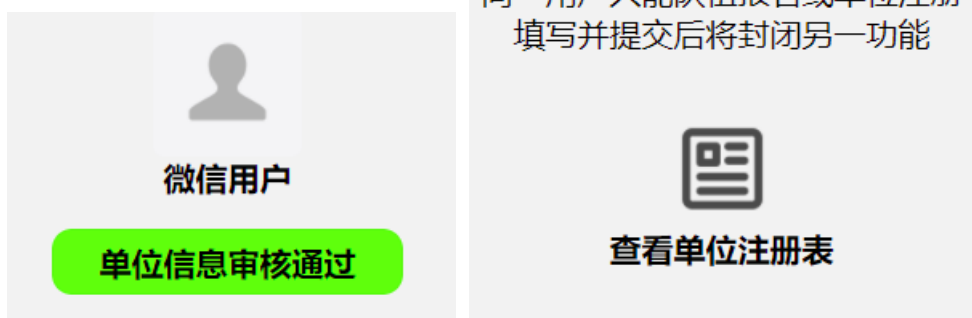 微信用户
单位信息审核通过
填写并提交后将封闭另一功能
查看单位注册表